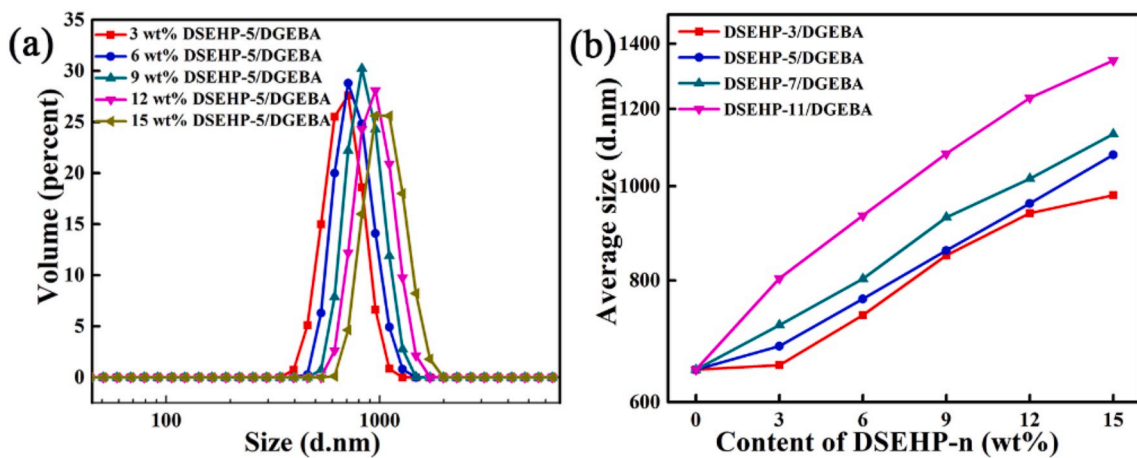 (a)
3 wt% DSEHP-5/DGEBA
6 wt% DSEHP-5/DGEBA
9 wt% DSEHP-5/DGEBA
12 wt% DSEHP-5/DGEBA
15 wt% DSEHP-5/DGEBA
Volume (percent)
35
30
25
20
15
10
5
0
100
1000
Size (d.nm)
(b)
DSEHP-3/DGEBA
DSEHP-5/DGEBA
DSEHP-7/DGEBA
DSEHP-11/DGEBA
Average size (d.nm)
1400
1200
1000
800
600
0
3
6
9
12
15
Content of DSEHP-n (wt%)